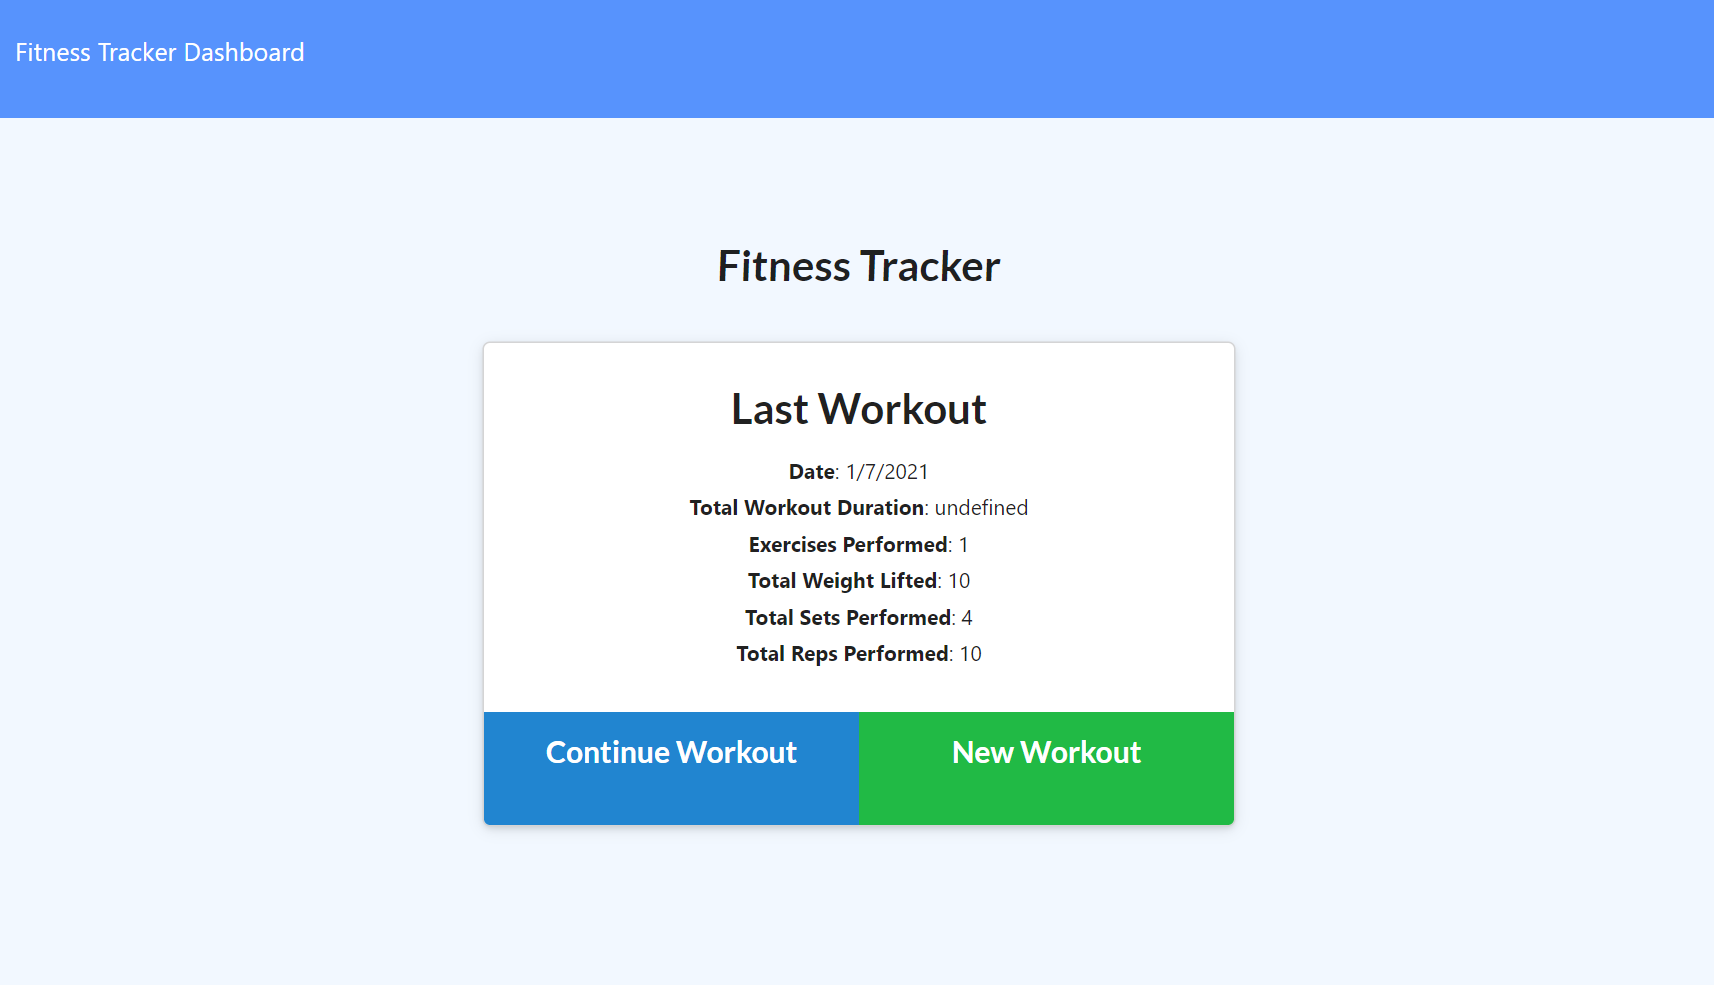 Fitness Tracker Dashboard
Fitness Tracker
Last Workout
Date: 1/7/2021
Total Workout Duration: undefined
Exercises Performed: 1
Total Weight Lifted: 10
Total Sets Performed: 4
Total Reps Performed: 10
Continue Workout
New Workout